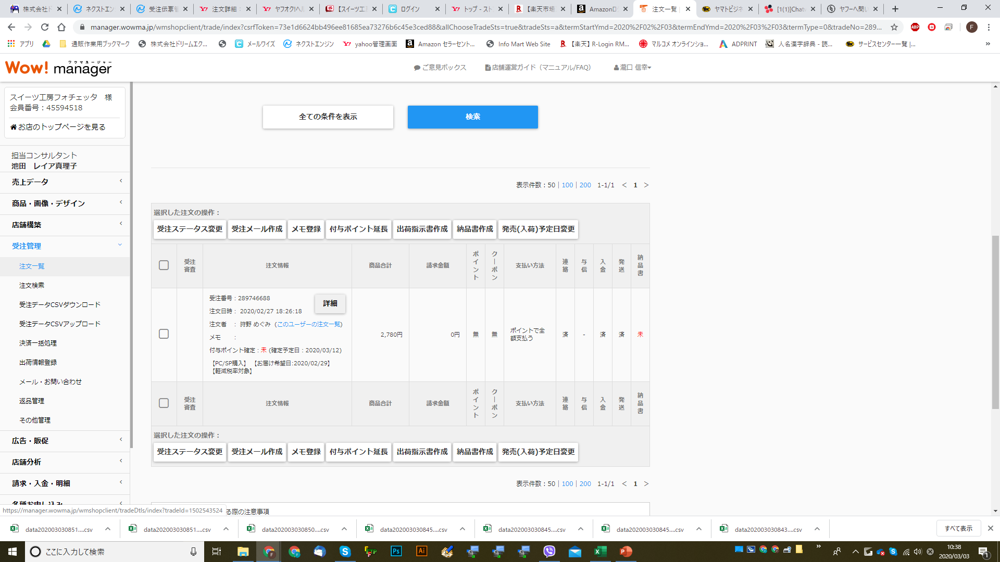 株式会社ド
ネクストエン
受注伝票管
注文詳細 :
ヤフオク!ヘル
【スイーツ工房
ログイン
トップ - スト
【楽天市場
Amazonロ
注文一覧 |
ヤマトビジネ
[1(1)]Chat
ヤフーへ問い
manager.wowma.jp/wmshopclient/trade/index?csrfToken=73e1d6624bb496ee81685ea73276b6c45e3ced88&allChooseTradeSts=true&tradeSts=a&termStartYmd=2020%2F02%2F03&termEndYmd=2020%2F03%2F03&termType=0&tradeNo=289...
ABP
F
アプリ
通販作業用ブックマーク
株式会社ドリームエク...
メールワイズ
ネクストエンジン
yahoo管理画面
Amazon セラーセント...
Info Mart Web Site
【楽天】R-Login RM...
マルコメ オンラインショ...
ADPRINT
人名漢字辞典 - 読...
サービスセンター一覧 |...
»
Wow! manager
ワウマネージャー
ご意見ボックス
店舗運営ガイド（マニュアル/FAQ）
瀧口 信幸
スイーツ工房フォチェッタ　様
会員番号：45594518
お店のトップページを見る
担当コンサルタント
池田　レイア真理子
売上データ
商品・画像・デザイン
店舗構築
受注管理
注文一覧
注文検索
受注データCSVダウンロード
受注データCSVアップロード
決済一括処理
出荷情報登録
メール・お問い合わせ
返品管理
その他管理
広告・販促
店舗分析
請求・入金・明細
各種お申し込み
全ての条件を表示
検索
表示件数：50 | 100 | 200 1-1/1 < 1 >
選択した注文の操作：
受注ステータス変更
受注メール作成
メモ登録
付与ポイント延長
出荷指示書作成
納品書作成
発売(入荷)予定日変更
受注審査
注文情報
商品合計
請求金額
ポイント
クーポン
支払い方法
連絡
与信
入金
発送
納品書
受注番号：289746688
詳細
注文日時： 2020/02/27 18:26:18
注文者 ： 狩野 めぐみ (このユーザーの注文一覧)
メモ ：
付与ポイント確定：未 (確定予定日：2020/03/12)
【PC/SP購入】 【お届け希望日:2020/02/29】
【軽減税率対象】
2,780円
0円
無
無
ポイントで全額支払う
済
-
済
済
未
受注審査
注文情報
商品合計
請求金額
ポイント
クーポン
支払い方法
連絡
与信
入金
発送
納品書
選択した注文の操作：
受注ステータス変更
受注メール作成
メモ登録
付与ポイント延長
出荷指示書作成
納品書作成
発売(入荷)予定日変更
表示件数：50 | 100 | 200 1-1/1 < 1 >
る際の注意事項
https://manager.wowma.jp/wmshopclient/tradeDtls/index?tradeId=1502543524
data202003030851....csv
data202003030851....csv
data202003030850....csv
data202003030845....csv
data202003030845....csv
data202003030845....csv
data202003030843....csv
すべて表示
ここに入力して検索
10:38
2020/03/03
1